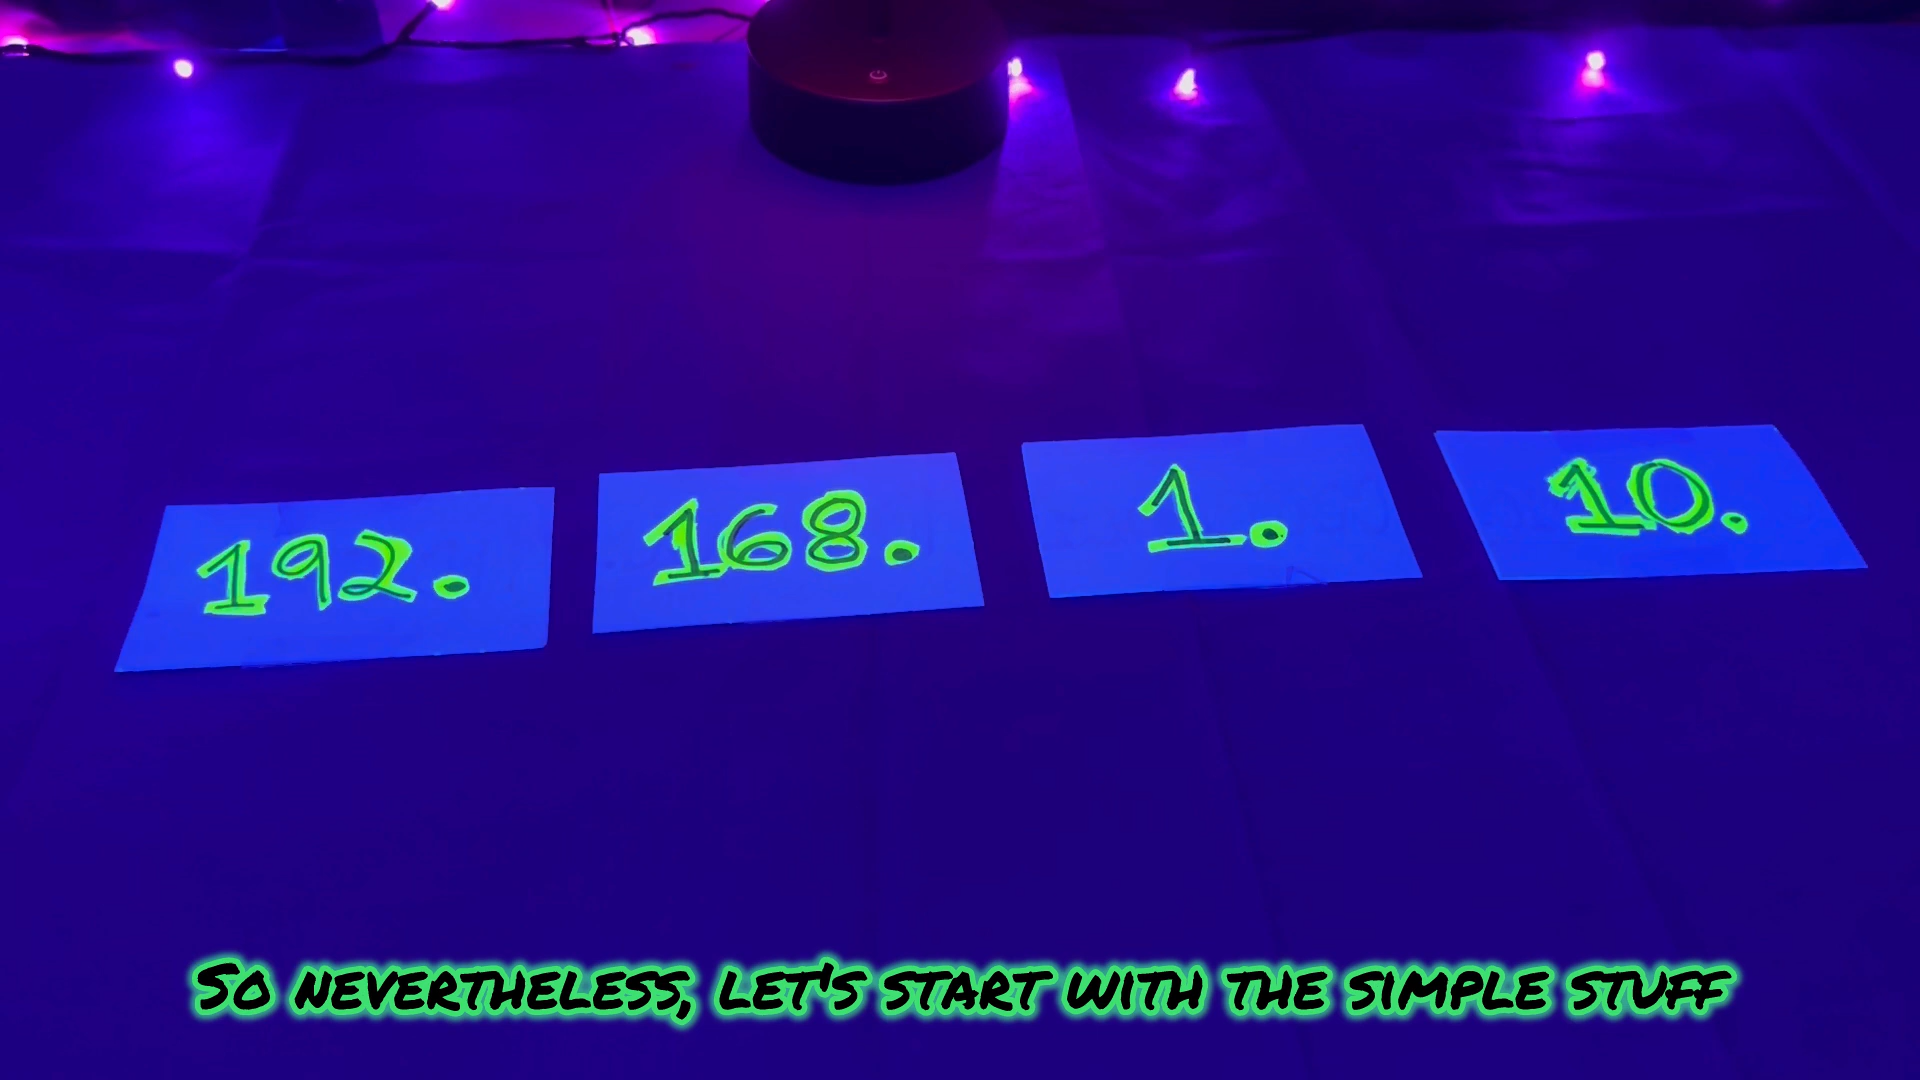 192. 168. 1. 10.
So nevertheless, let's start with the simple stuff